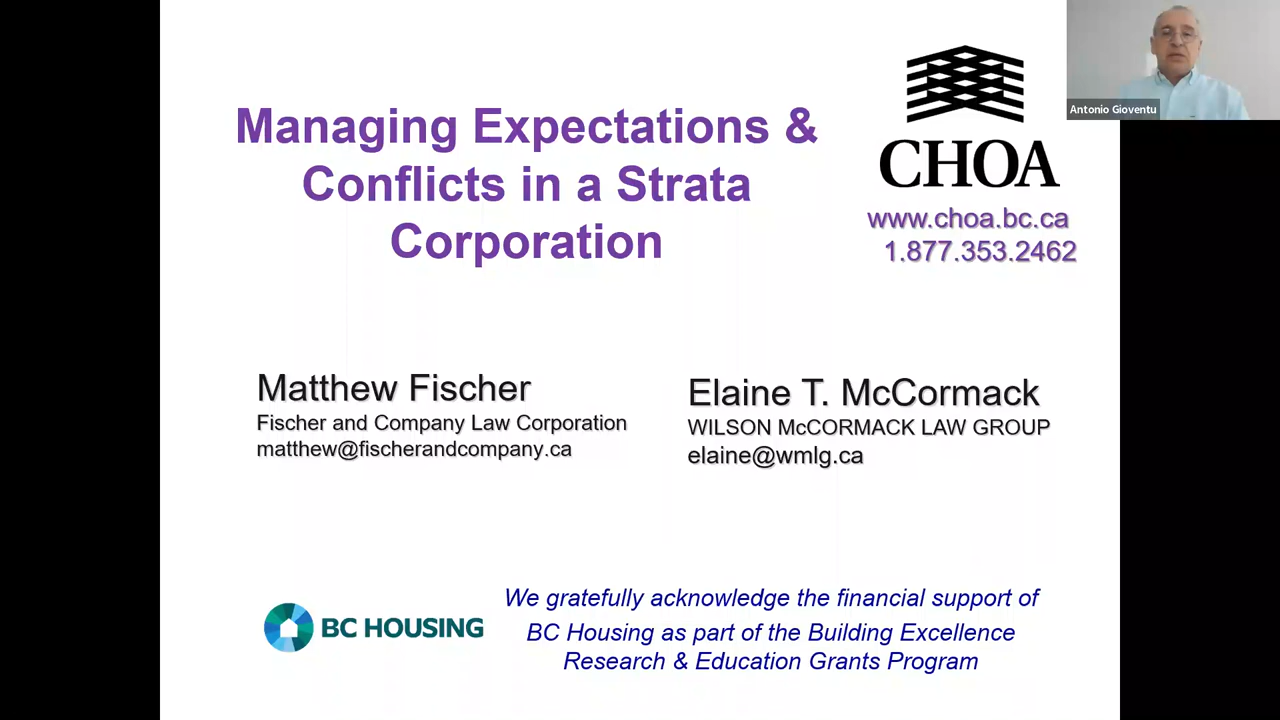 Managing Expectations &
Conflicts in a Strata
Corporation
CHOA
www.choa.bc.ca
1.877.353.2462
Antonio Gioventu
Matthew Fischer
Fischer and Company Law Corporation
matthew@fischerandcompany.ca
Elaine T. McCormack
WILSON McCORMACK LAW GROUP
elaine@wmlg.ca
BC HOUSING
We gratefully acknowledge the financial support of
BC Housing as part of the Building Excellence
Research & Education Grants Program